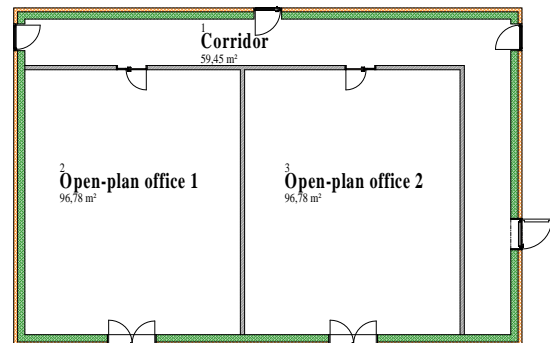 1
Corridor
59,45 m²
2
Open-plan office 1
96,78 m²
3
Open-plan office 2
96,78 m²